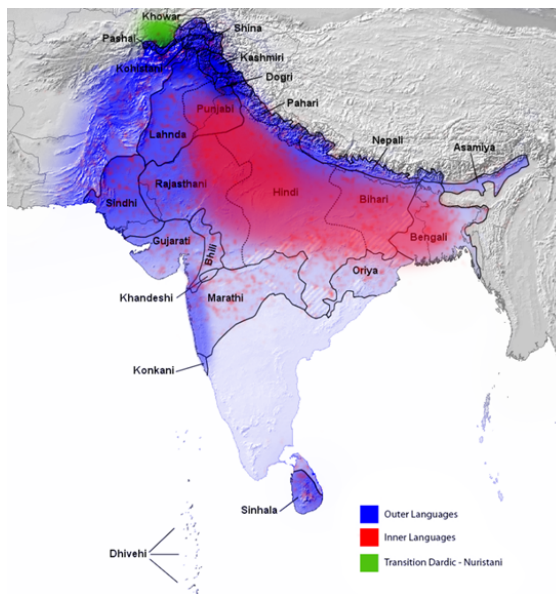 Khowar
Shina
Pashai
Kashmiri
Kohistani
Dogri
Punjabi
Pahari
Lahnda
Nepali
Asamiya
Rajasthani
Hindi
Bihari
Sindhi
Bengali
Gujarati
Bhili
Oriya
Khandeshi
Marathi
Konkani
Sinhala
Outer Languages
Inner Languages
Dhivehi
Transition Dardic - Nuristani